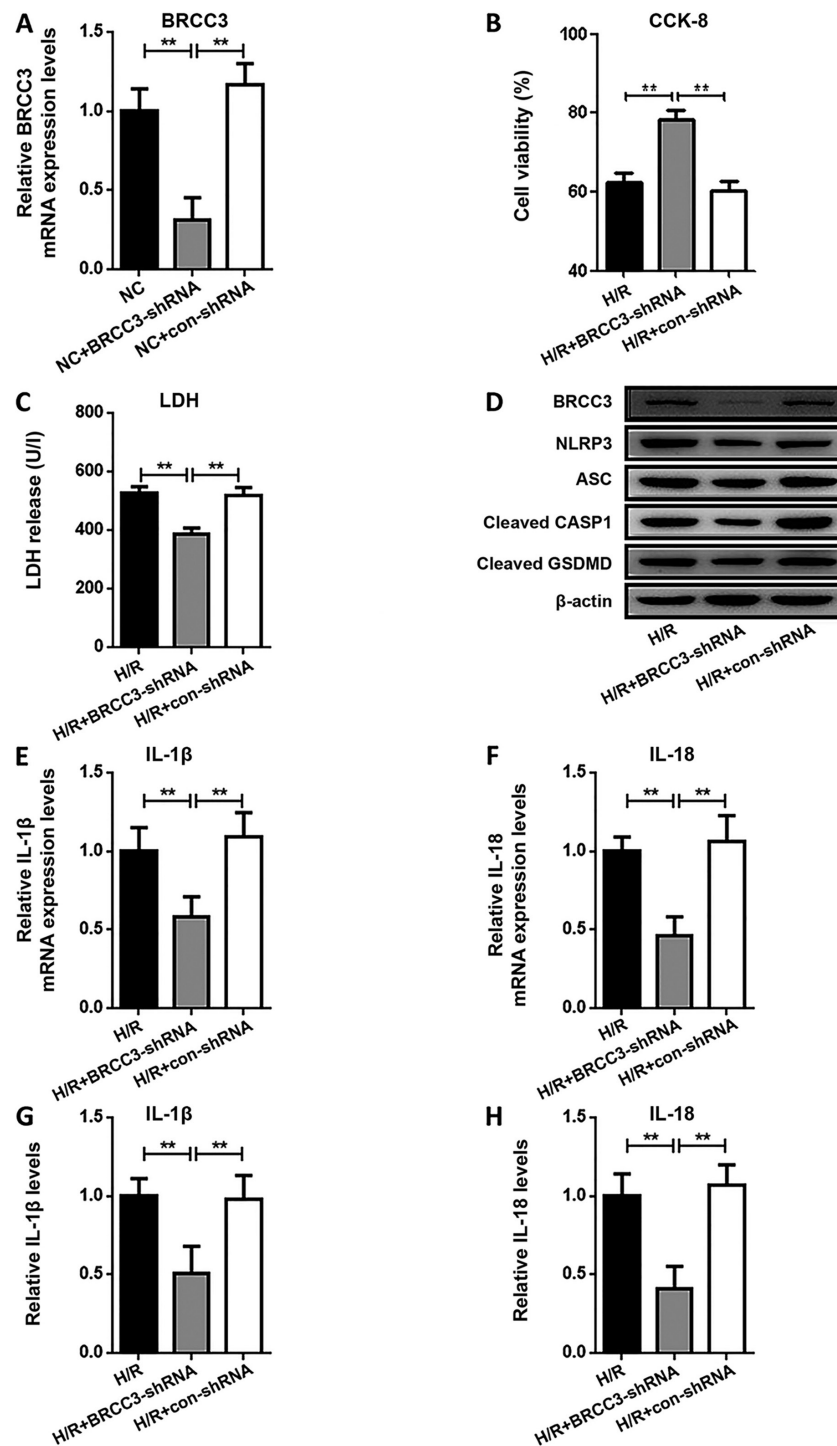 A
BRCC3
Relative BRCC3
mRNA expression levels
1.5
1.0
0.5
0.0
**
**
NC
NC+BRCC3-shRNA
NC+con-shRNA
B
CCK-8
Cell viability (%)
100
80
60
40
**
**
H/R
H/R+BRCC3-shRNA
H/R+con-shRNA
C
LDH
LDH release (U/l)
800
600
400
200
0
**
**
H/R
H/R+BRCC3-shRNA
H/R+con-shRNA
D
BRCC3
NLRP3
ASC
Cleaved CASP1
Cleaved GSDMD
β-actin
H/R
H/R+BRCC3-shRNA
H/R+con-shRNA
E
IL-1β
Relative IL-1β
mRNA expression levels
1.5
1.0
0.5
0.0
**
**
H/R
H/R+BRCC3-shRNA
H/R+con-shRNA
F
IL-18
Relative IL-18
mRNA expression levels
1.5
1.0
0.5
0.0
**
**
H/R
H/R+BRCC3-shRNA
H/R+con-shRNA
G
IL-1β
Relative IL-1β levels
1.5
1.0
0.5
0.0
**
**
H/R
H/R+BRCC3-shRNA
H/R+con-shRNA
H
IL-18
Relative IL-18 levels
1.5
1.0
0.5
0.0
**
**
H/R
H/R+BRCC3-shRNA
H/R+con-shRNA